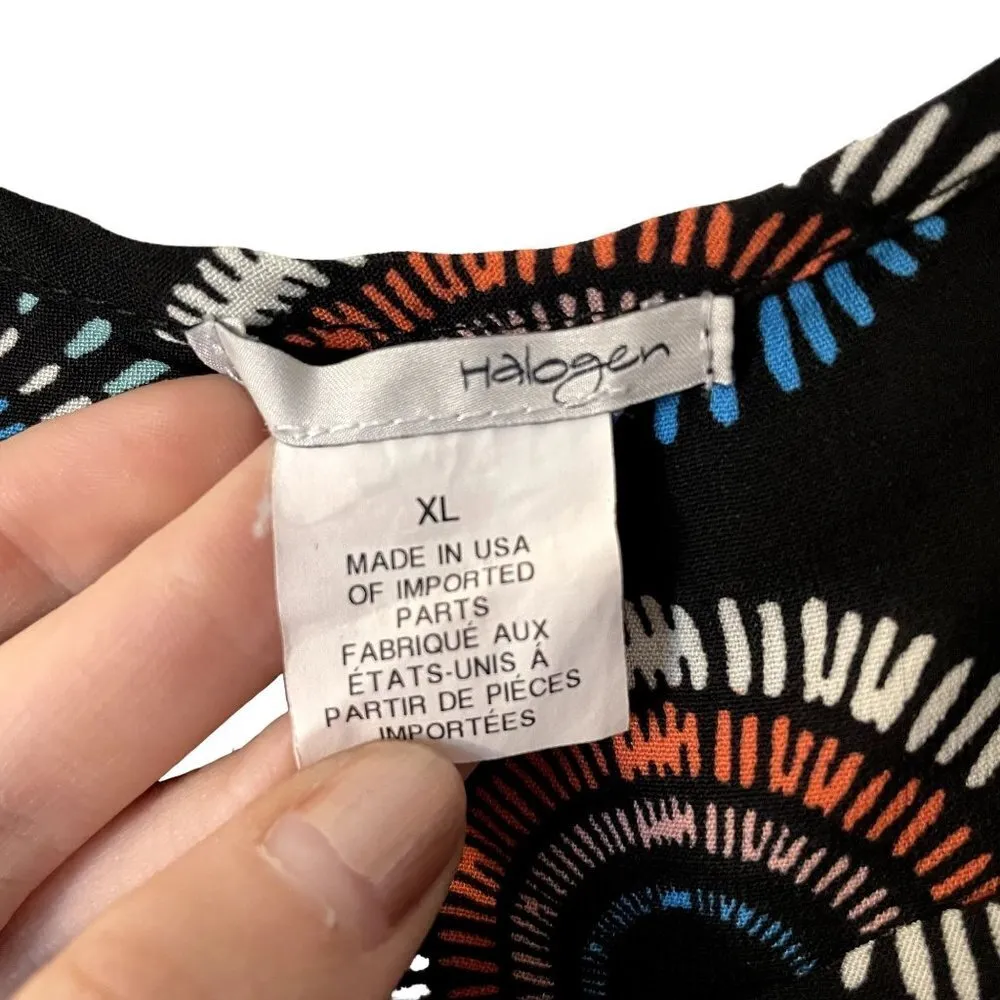 Halogen
XL
MADE IN USA
OF IMPORTED
PARTS
FABRIQUÉ AUX
ÉTATS-UNIS Á
PARTIR DE PIÉCES
IMPORTÉES